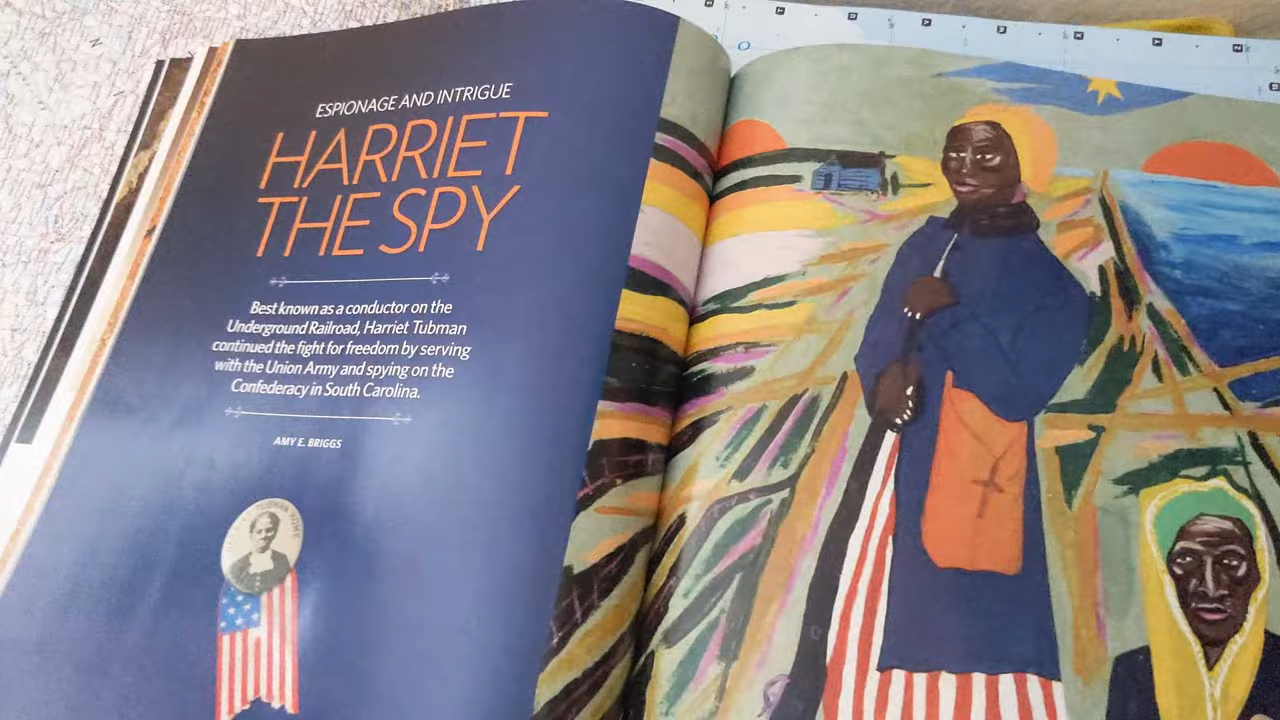 ESPIONAGE AND INTRIGUE
HARRIET
THE SPY
Best known as a conductor on the
Underground Railroad, Harriet Tubman
continued the fight for freedom by serving
with the Union Army and spying on the
Confederacy in South Carolina.
AMY E. BRIGGS